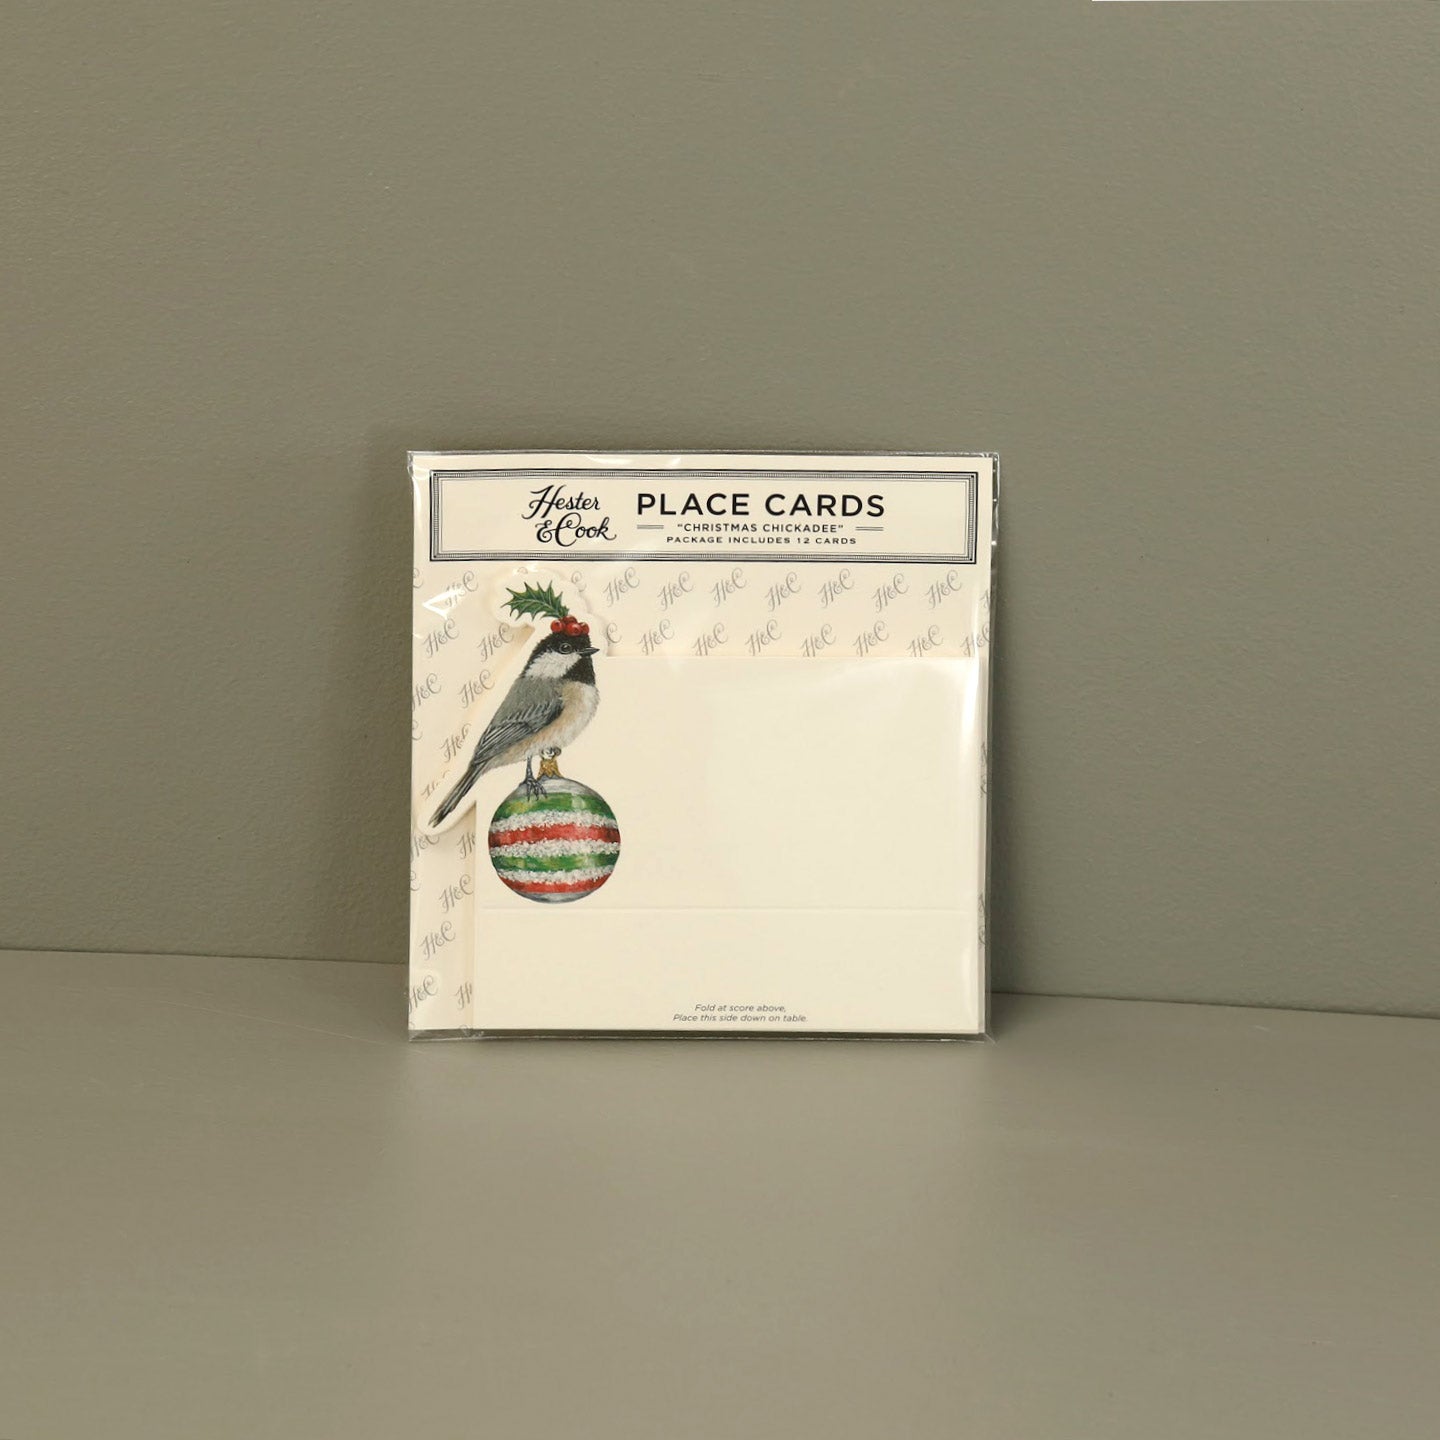 Hester
& Cook
PLACE CARDS
"CHRISTMAS CHICKADEE"
PACKAGE INCLUDES 12 CARDS
H&C H&C H&C H&C H&C H&C H&C H&C
H&C H&C H&C H&C H&C H&C H&C H&C
H&C H&C
H&C
H&C
H&C
H&C
H&C
Fold at score above,
Place this side down on table.